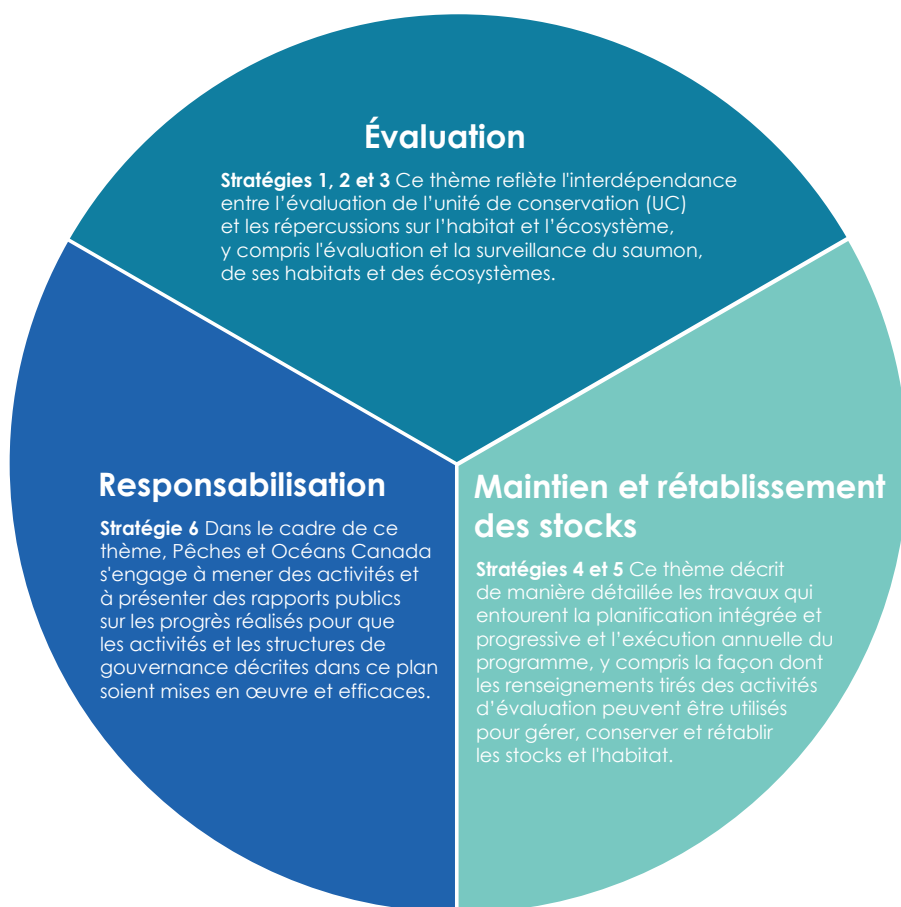 Évaluation
Stratégies 1, 2 et 3 Ce thème reflète l'interdépendance
entre l’évaluation de l’unité de conservation (UC)
et les répercussions sur l’habitat et l’écosystème,
y compris l'évaluation et la surveillance du saumon,
de ses habitats et des écosystèmes.
Responsabilisation
Stratégie 6 Dans le cadre de ce
thème, Pêches et Océans Canada
s'engage à mener des activités et
à présenter des rapports publics
sur les progrès réalisés pour que
les activités et les structures de
gouvernance décrites dans ce plan
soient mises en œuvre et efficaces.
Maintien et rétablissement
des stocks
Stratégies 4 et 5 Ce thème décrit
de manière détaillée les travaux qui
entourent la planification intégrée et
progressive et l’exécution annuelle du
programme, y compris la façon dont
les renseignements tirés des activités
d’évaluation peuvent être utilisés
pour gérer, conserver et rétablir
les stocks et l'habitat.